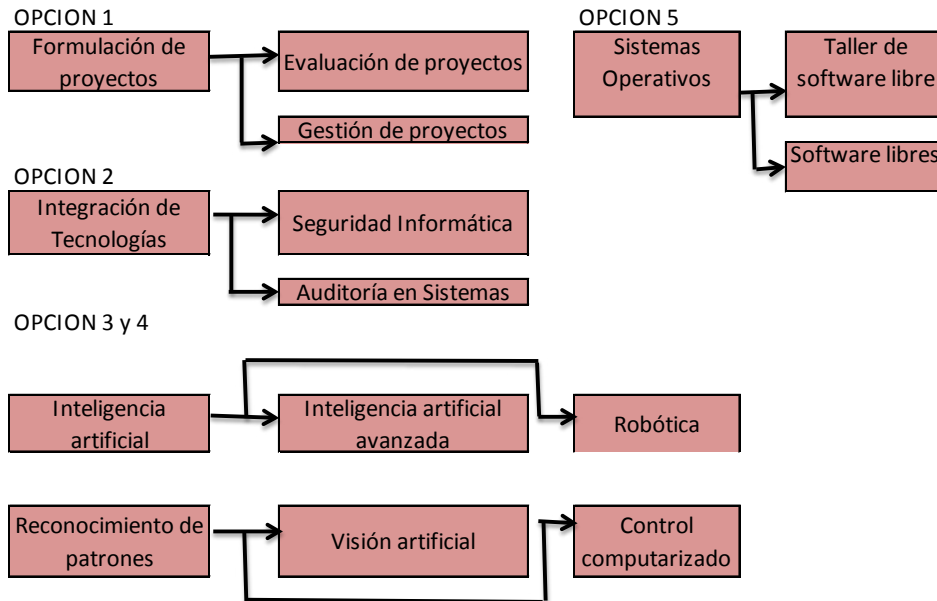 OPCION 1
Formulación de
proyectos
Evaluación de proyectos
Gestión de proyectos
OPCION 5
Sistemas
Operativos
Taller de
software libre
Software libres
OPCION 2
Integración de
Tecnologías
Seguridad Informática
Auditoría en Sistemas
OPCION 3 y 4
Inteligencia
artificial
Inteligencia artificial
avanzada
Robótica
Reconocimiento de
patrones
Visión artificial
Control
computarizado